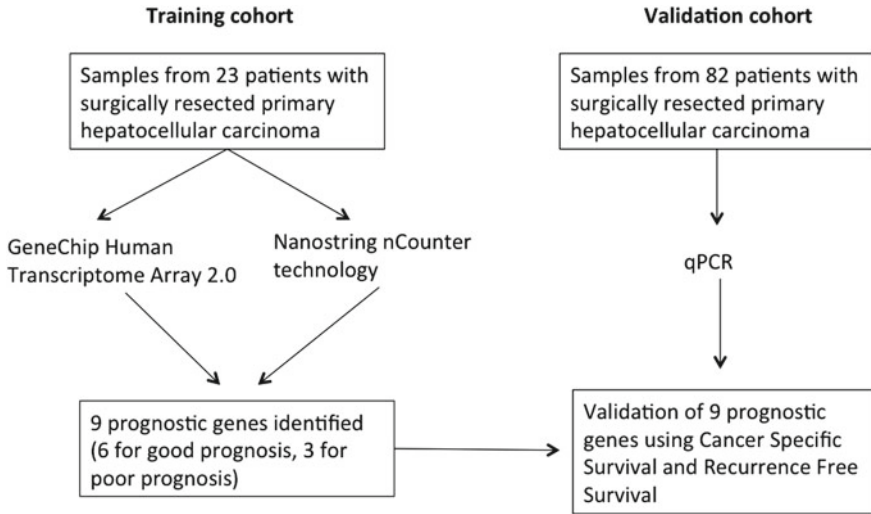 Training cohort
Samples from 23 patients with
surgically resected primary
hepatocellular carcinoma
GeneChip Human
Transcriptome Array 2.0
Nanostring nCounter
technology
9 prognostic genes identified
(6 for good prognosis, 3 for
poor prognosis)
Validation cohort
Samples from 82 patients with
surgically resected primary
hepatocellular carcinoma
qPCR
Validation of 9 prognostic
genes using Cancer Specific
Survival and Recurrence Free
Survival